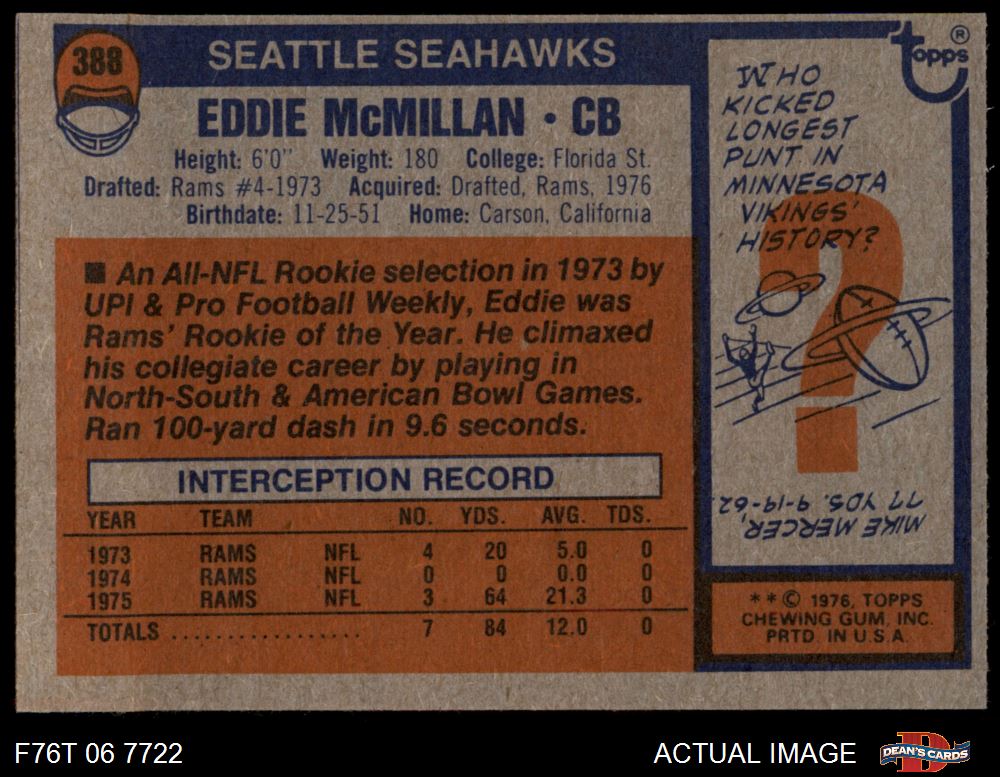 388
SEATTLE SEAHAWKS
EDDIE McMILLAN • CB
Height: 6'0" Weight: 180 College: Florida St.
Drafted: Rams #4-1973 Acquired: Drafted, Rams, 1976
Birthdate: 11-25-51 Home: Carson, California
■ An All-NFL Rookie selection in 1973 by
UPI & Pro Football Weekly, Eddie was
Rams' Rookie of the Year. He climaxed
his collegiate career by playing in
North-South & American Bowl Games.
Ran 100-yard dash in 9.6 seconds.
INTERCEPTION RECORD
YEAR TEAM NO. YDS. AVG. TDS.
1973 RAMS NFL 4 20 5.0 0
1974 RAMS NFL 0 0 0.0 0
1975 RAMS NFL 3 64 21.3 0
TOTALS .................. 7 84 12.0 0
topps ®
WHO
KICKED
LONGEST
PUNT IN
MINNESOTA
VIKINGS'
HISTORY?
?
MIKE MERCER,
77 YDS. 9-19-62.
* * © 1976, TOPPS
CHEWING GUM, INC.
PRTD. IN U.S.A.
F76T 06 7722
ACTUAL IMAGE
D
DEAN'S CARDS